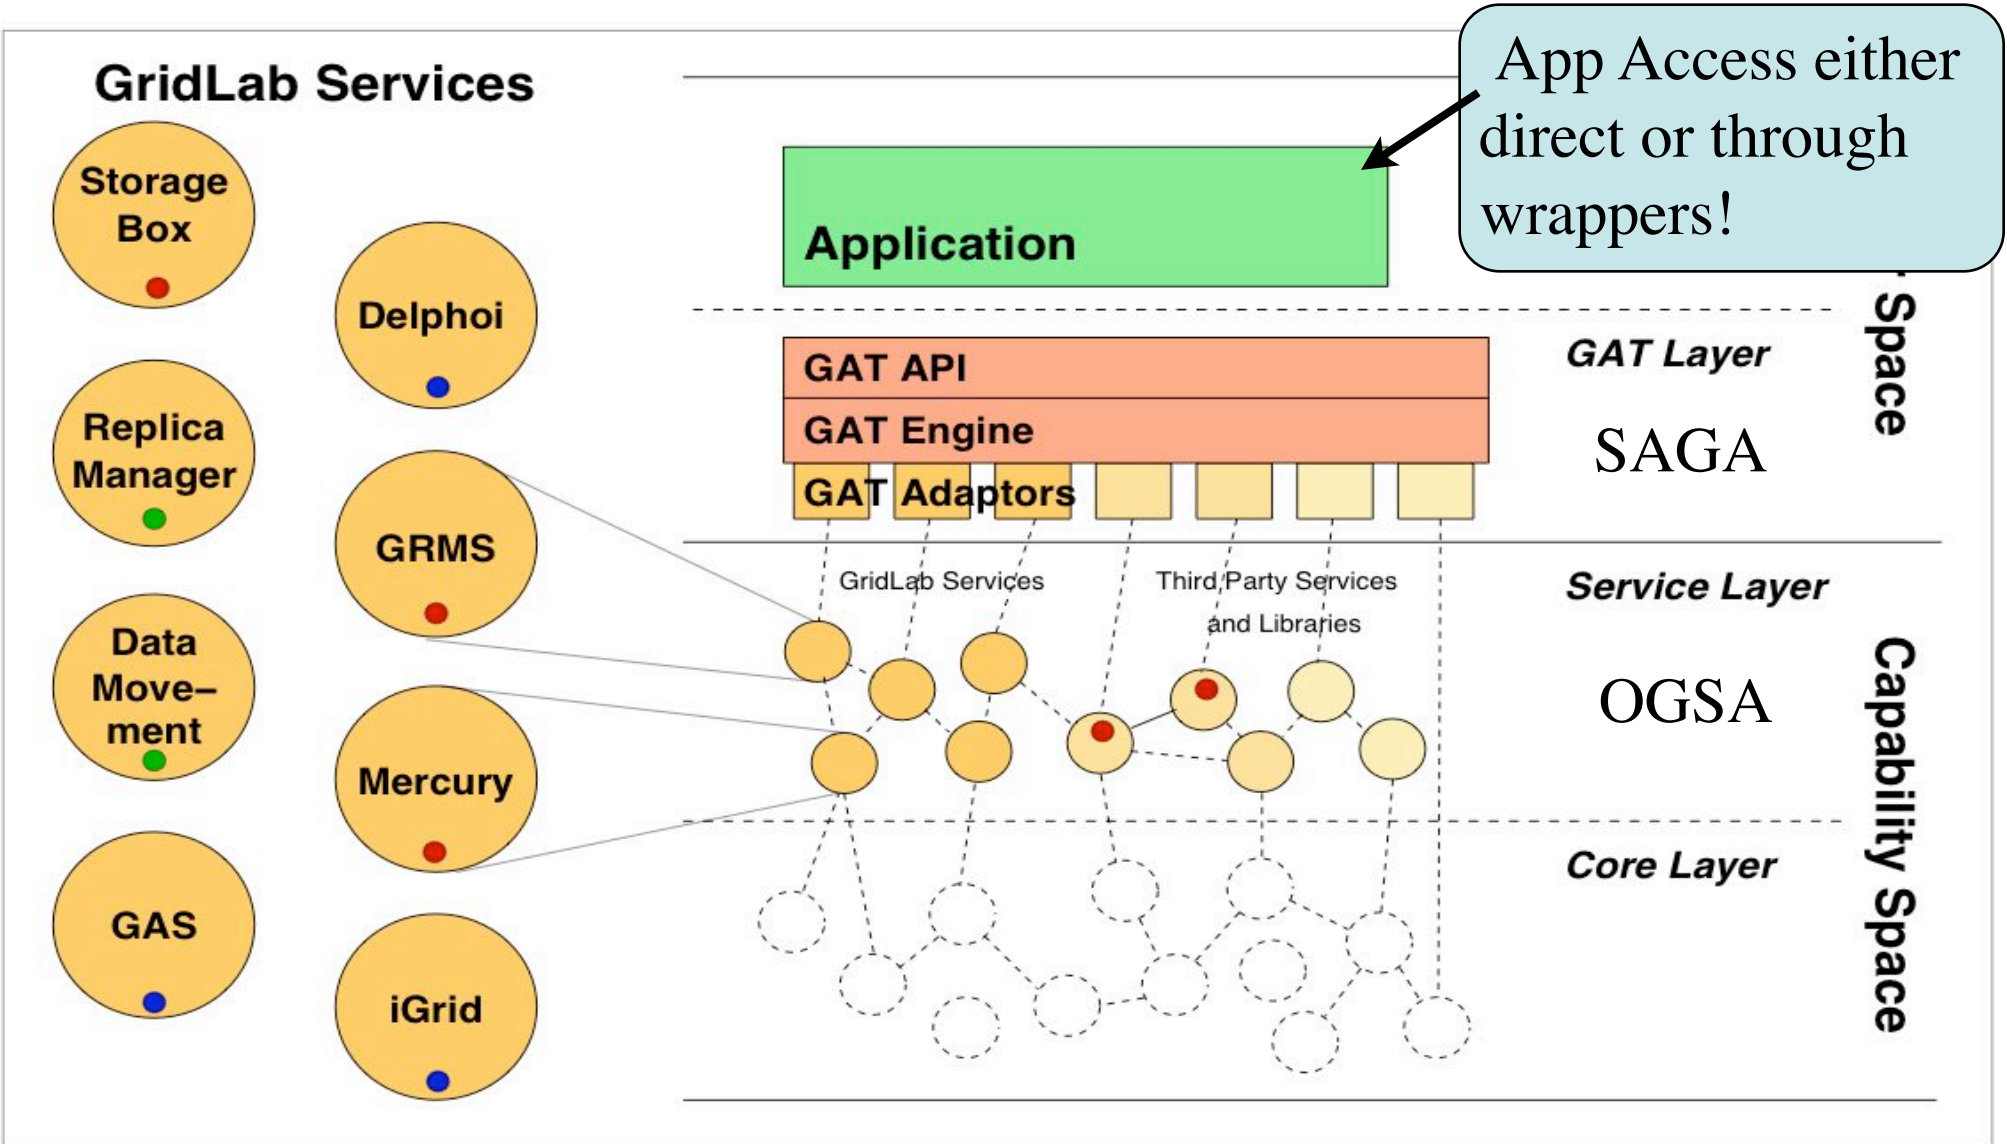 GridLab Services
App Access either
direct or through
wrappers!
Storage
Box
Delphoi
Replica
Manager
GRMS
Data
Move–
ment
Mercury
GAS
iGrid
Application
GAT API
GAT Engine
GAT Adaptors
GAT Layer
SAGA
Space
GridLab Services
Third Party Services
and Libraries
Service Layer
OGSA
Core Layer
Capability Space